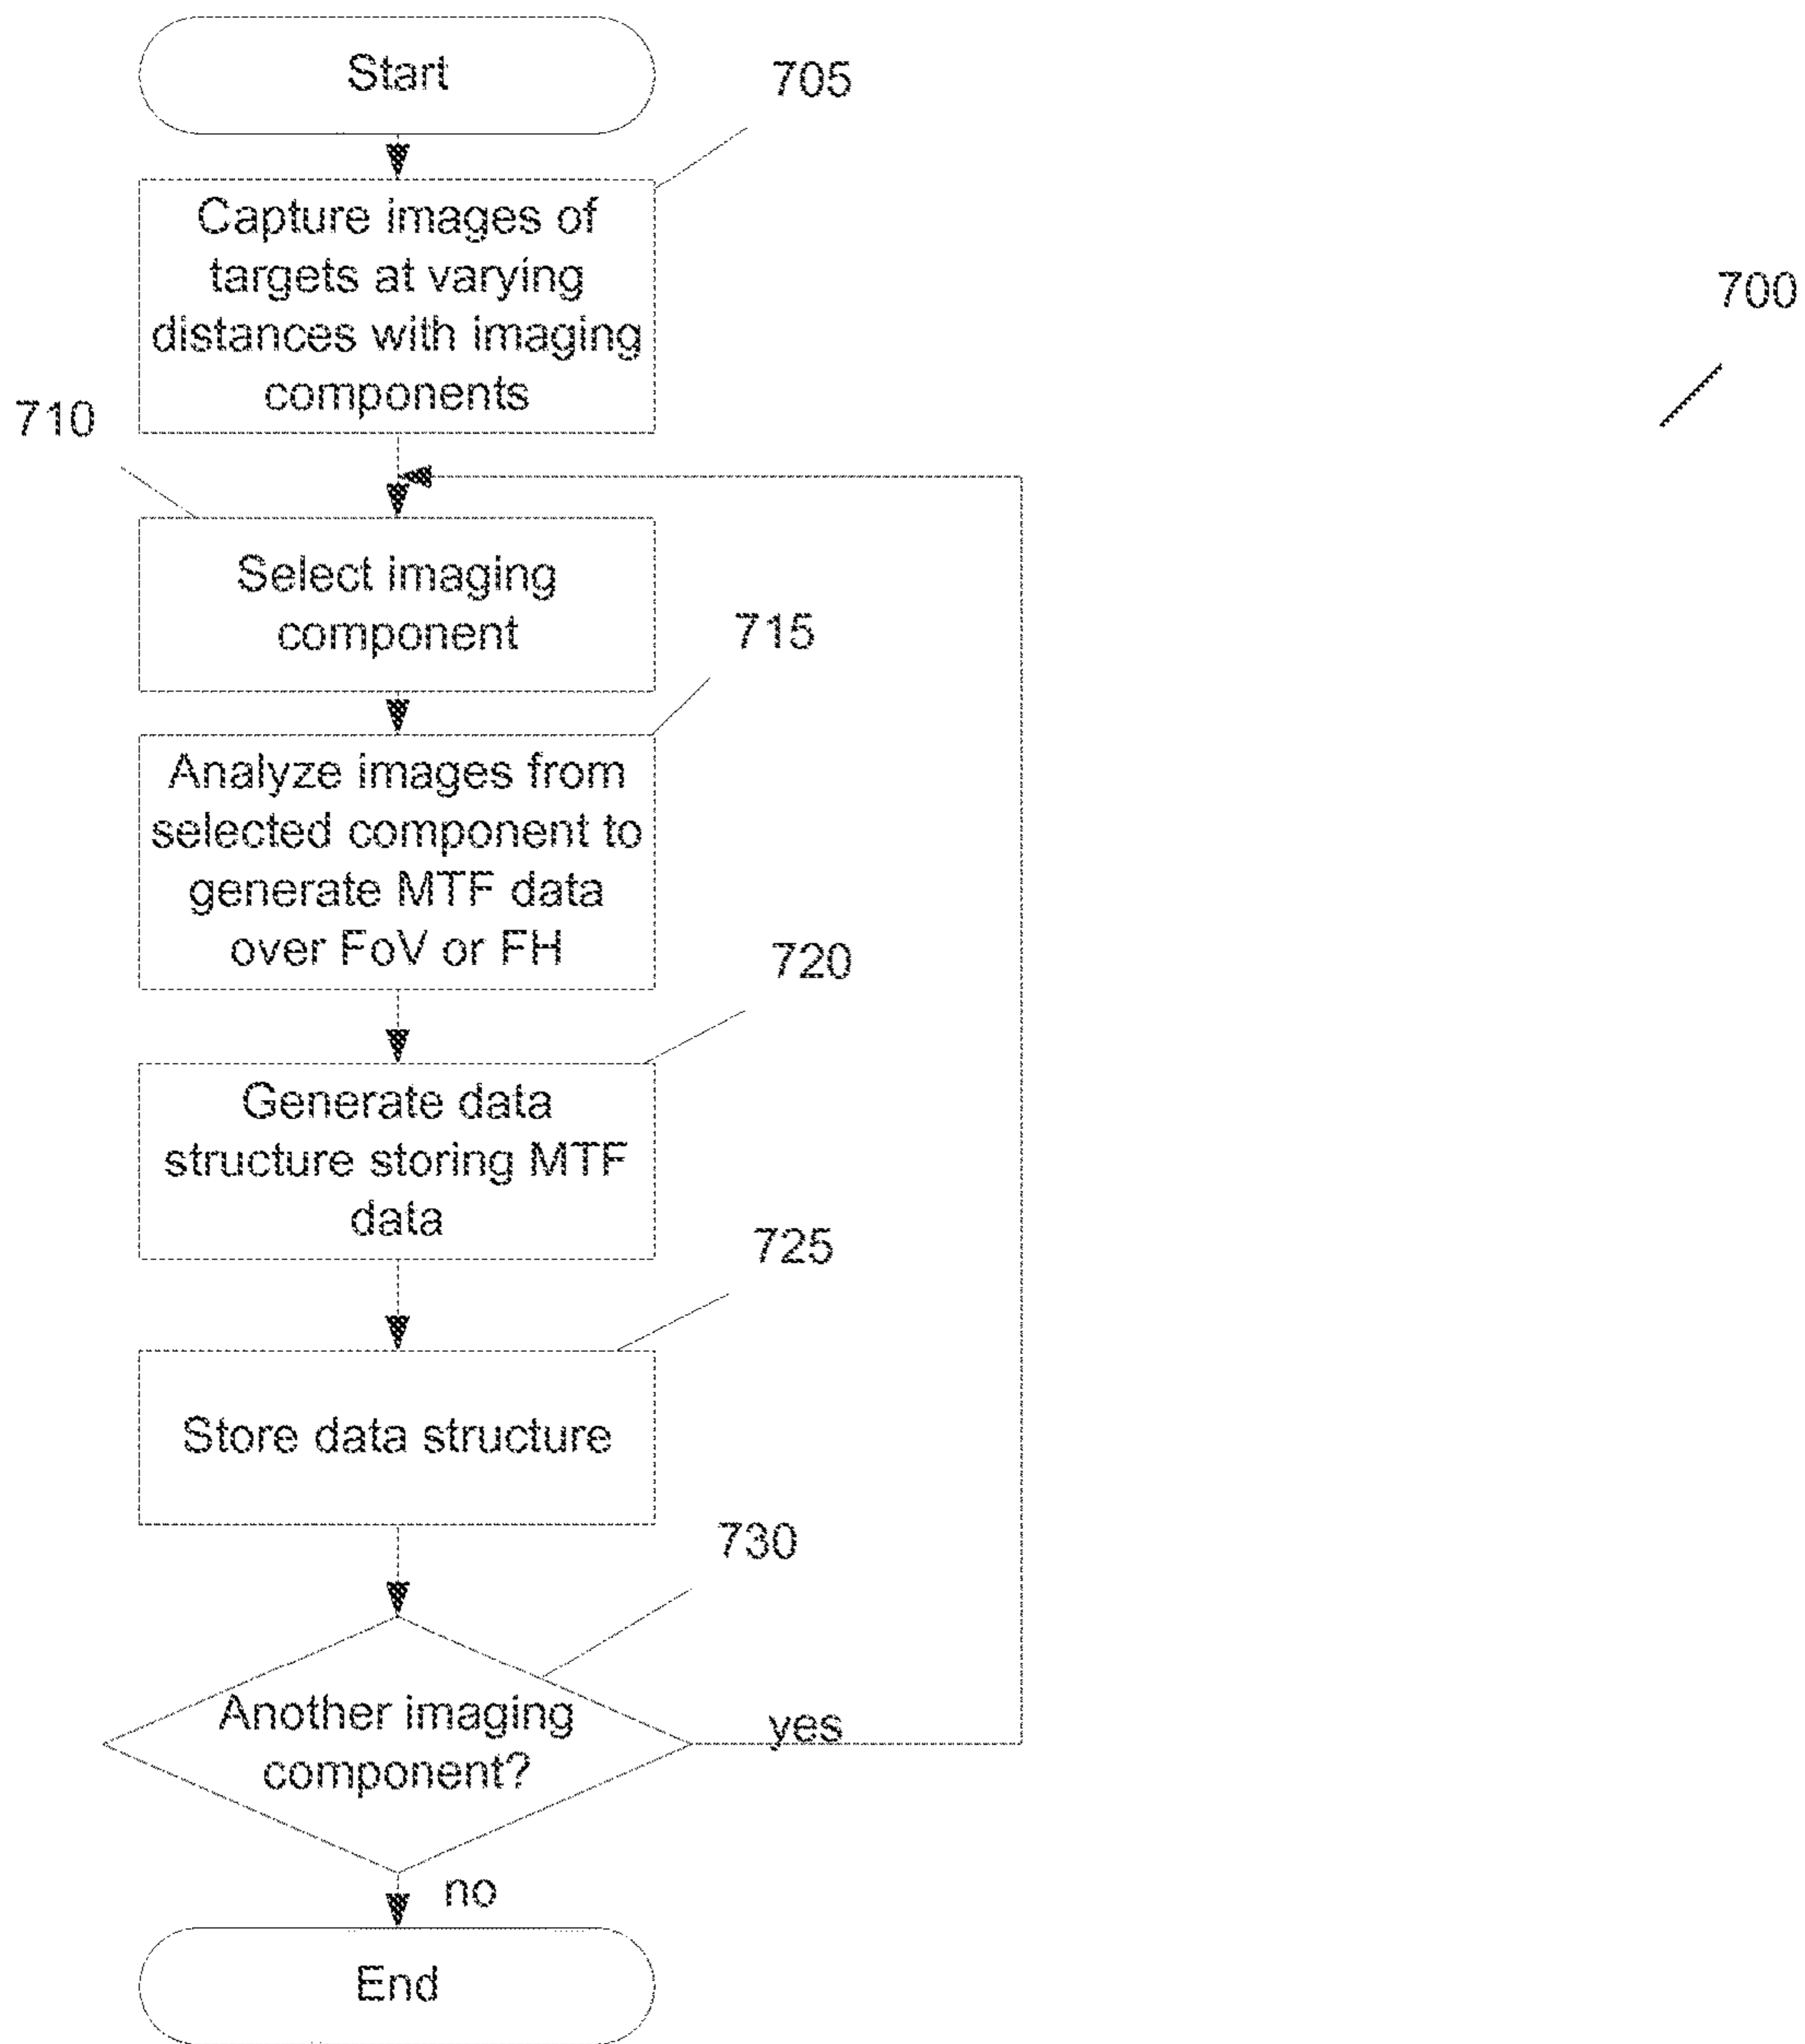 Start
705
Capture images of
targets at varying
distances with imaging
components
700
710
Select imaging
component
715
Analyze images from
selected component to
generate MTF data
over FoV or FH
720
Generate data
structure storing MTF
data
725
Store data structure
730
Another imaging
component?
yes
no
End